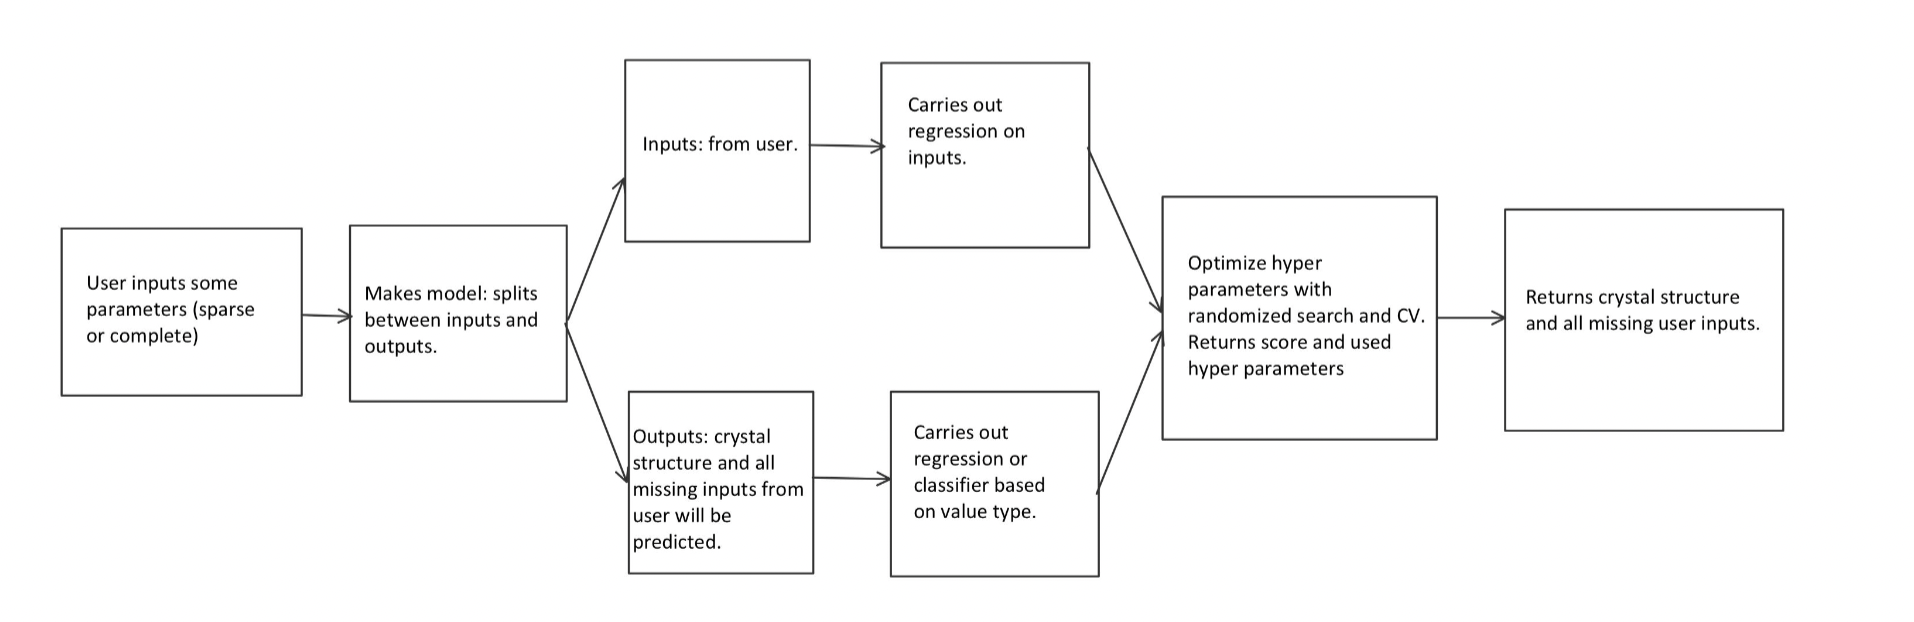 User inputs some
parameters (sparse
or complete)
Makes model: splits
between inputs and
outputs.
Inputs: from user.
Carries out
regression on
inputs.
Outputs: crystal
structure and all
missing inputs from
user will be
predicted.
Carries out
regression or
classifier based
on value type.
Optimize hyper
parameters with
randomized search and CV.
Returns score and used
hyper parameters
Returns crystal structure
and all missing user inputs.